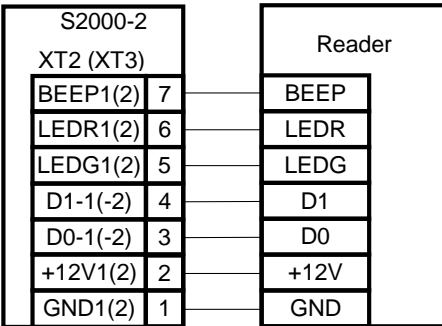 S2000-2
XT2 (XT3)
Reader
BEEP1(2) 7 BEEP
LEDR1(2) 6 LEDR
LEDG1(2) 5 LEDG
D1-1(-2) 4 D1
D0-1(-2) 3 D0
+12V1(2) 2 +12V
GND1(2) 1 GND